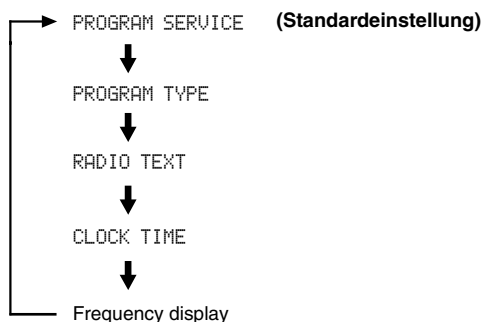 PROGRAM SERVICE (Standardeinstellung)
PROGRAM TYPE
RADIO TEXT
CLOCK TIME
Frequency display